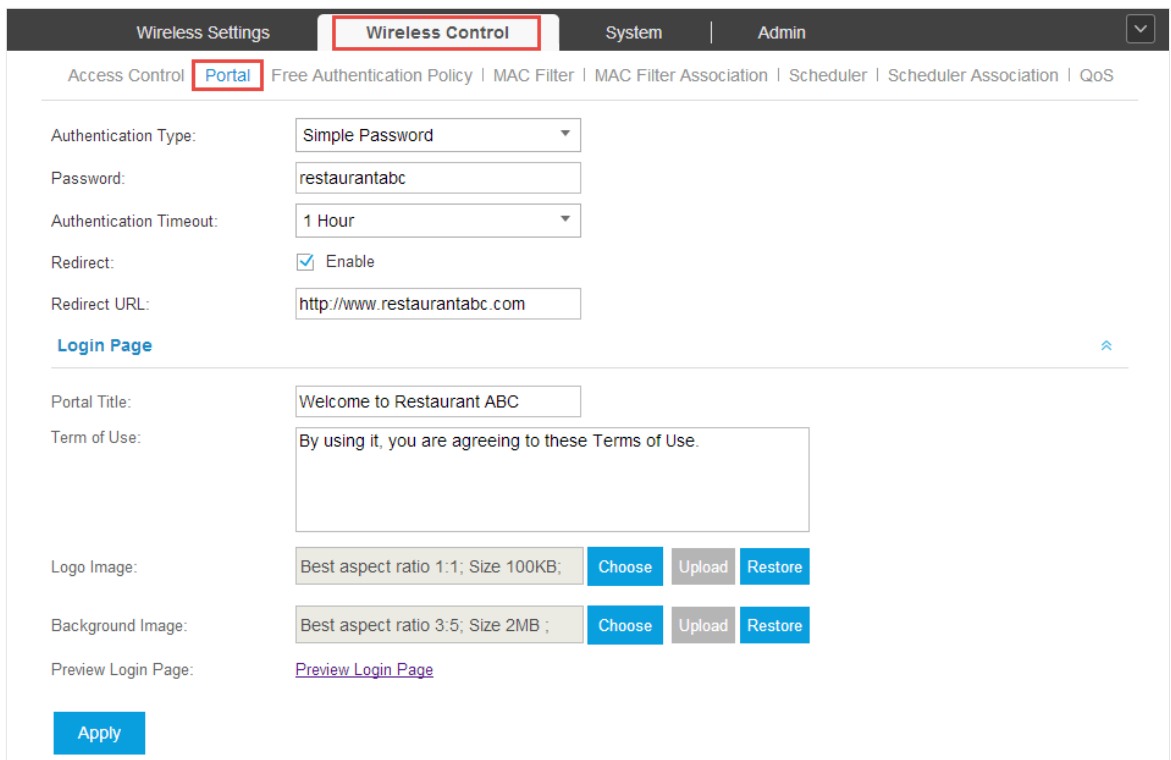 Wireless Settings Wireless Control System | Admin
Access Control Portal Free Authentication Policy | MAC Filter | MAC Filter Association | Scheduler | Scheduler Association | QoS
Authentication Type: Simple Password
Password: restaurantabc
Authentication Timeout: 1 Hour
Redirect: Enable
Redirect URL: http://www.restaurantabc.com
Login Page
Portal Title: Welcome to Restaurant ABC
Term of Use: By using it, you are agreeing to these Terms of Use.
Logo Image: Best aspect ratio 1:1; Size 100KB; Choose Upload Restore
Background Image: Best aspect ratio 3:5; Size 2MB ; Choose Upload Restore
Preview Login Page: Preview Login Page
Apply